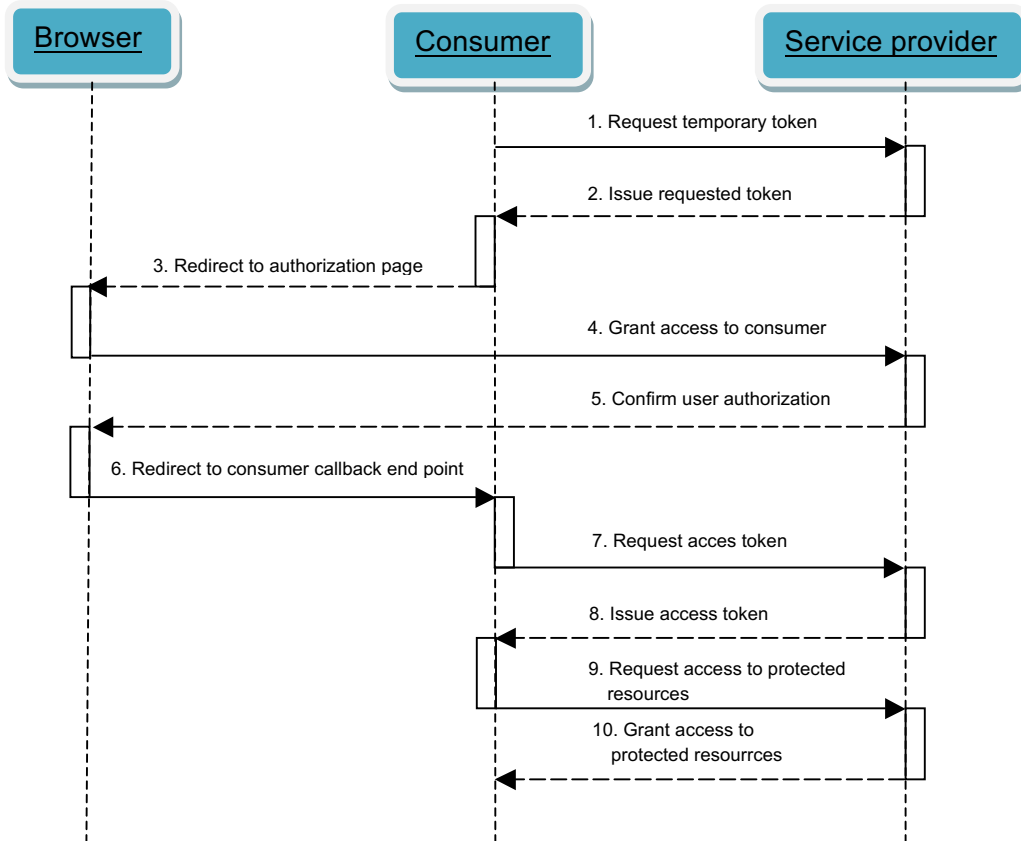 Browser
Consumer
Service provider
1. Request temporary token
2. Issue requested token
3. Redirect to authorization page
4. Grant access to consumer
5. Confirm user authorization
6. Redirect to consumer callback end point
7. Request acces token
8. Issue access token
9. Request access to protected
resources
10. Grant access to
protected resourrces